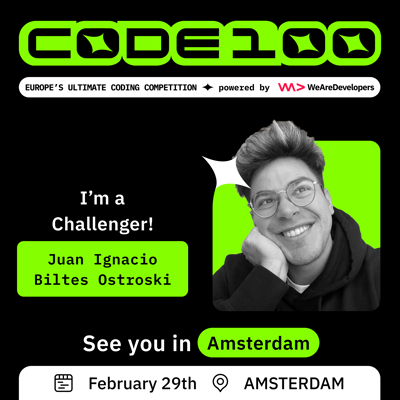 CODE100
EUROPE'S ULTIMATE CODING COMPETITION powered by WeAreDevelopers
I'm a
Challenger!
Juan Ignacio
Biltes Ostroski
See you in Amsterdam
February 29th AMSTERDAM